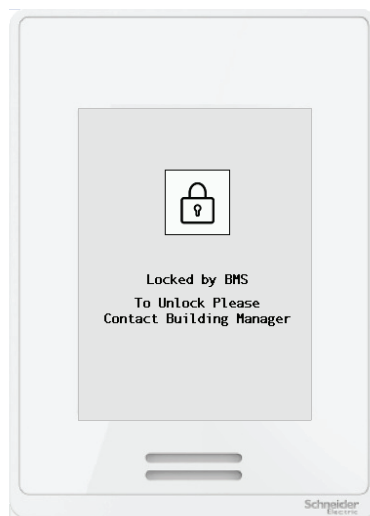 Locked by BMS
To Unlock Please
Contact Building Manager
Schneider
Electric